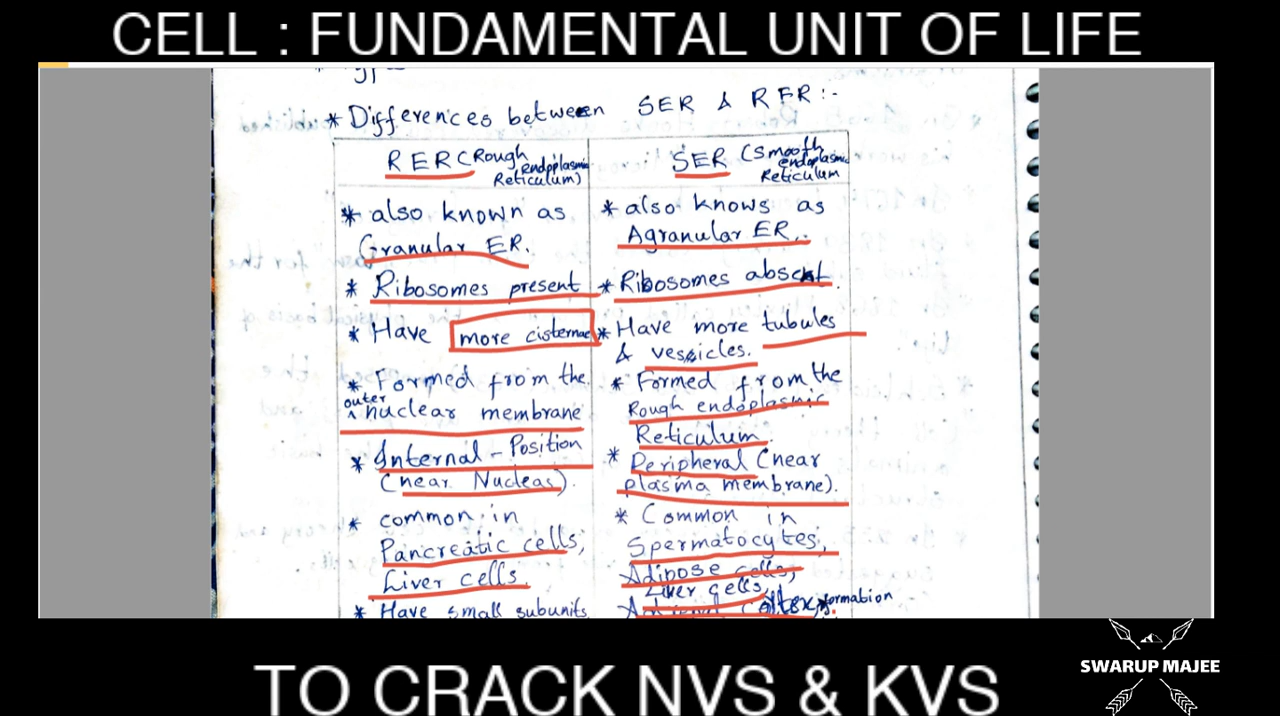 CELL : FUNDAMENTAL UNIT OF LIFE
* Differences between SER & RER :-
RER (Rough endoplasmic Reticulum)
* also known as
Granular ER.
* Ribosomes present
* Have more cisternae
* Formed from the
outer
^ nuclear membrane
* Internal - Position
(near Nucleas).
* common in
Pancreatic cells,
Liver cells.
* Have small subunits
SER (Smooth endoplasmic Reticulum
* also knows as
Agranular ER,.
* Ribosomes absent.
* Have more tubules
& vesicles.
* Formed from the
Rough endoplasmic
Reticulum.
* Peripheral (near
plasma membrane).
* Common in
Spermatocytes,
Adipose cells,
Liver cells,
formation
TO CRACK NVS & KVS
SWARUP MAJEE